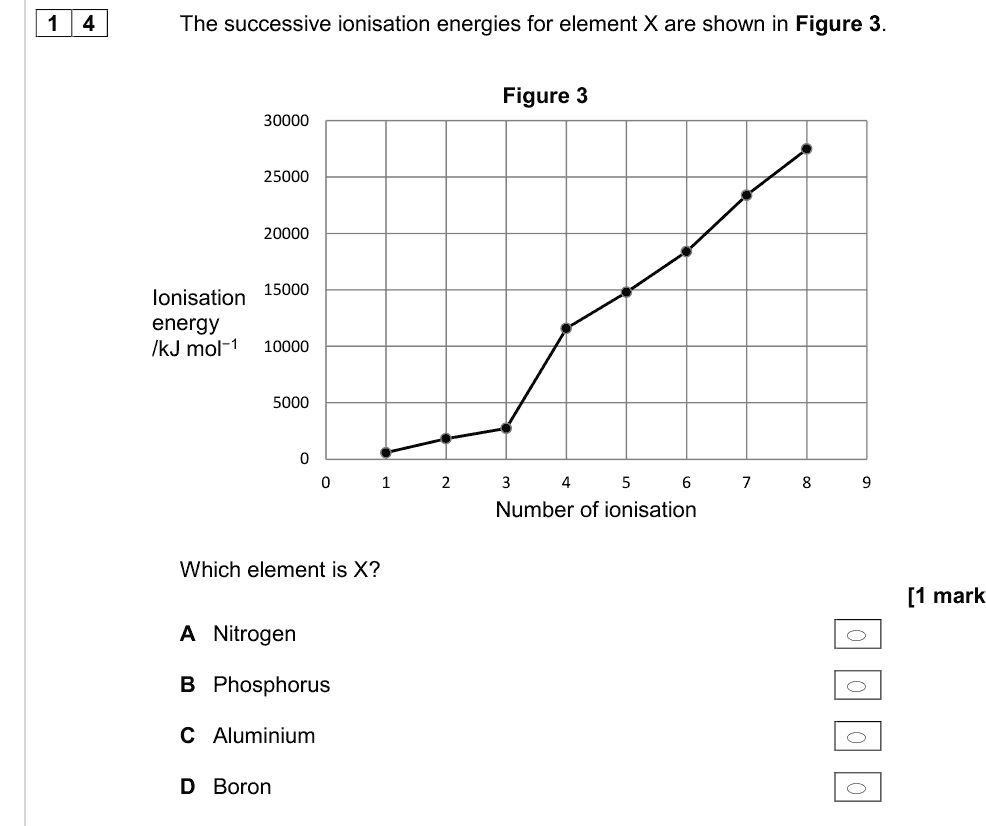 1 4 The successive ionisation energies for element X are shown in Figure 3.
Figure 3
30000
25000
20000
15000
10000
5000
0
Ionisation
energy
/kJ mol⁻¹
0 1 2 3 4 5 6 7 8 9
Number of ionisation
Which element is X?
[1 mark
A Nitrogen
B Phosphorus
C Aluminium
D Boron